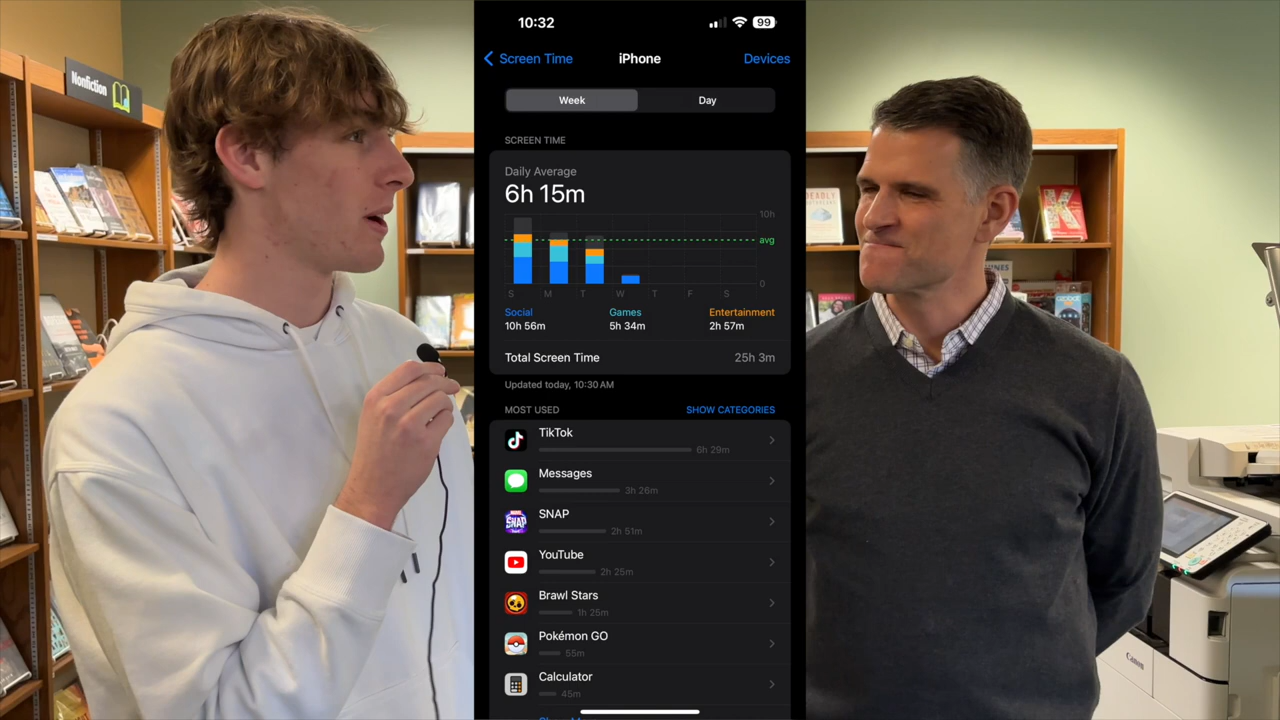 Nonfiction
10:32
99
Screen Time
iPhone
Devices
Week
Day
SCREEN TIME
Daily Average
6h 15m
10h
avg
0
S M T W T F S
Social Games Entertainment
10h 56m 5h 34m 2h 57m
Total Screen Time 25h 3m
Updated today, 10:30 AM
MOST USED SHOW CATEGORIES
TikTok
6h 29m
Messages
3h 26m
SNAP
2h 51m
YouTube
2h 25m
Brawl Stars
1h 25m
Pokémon GO
55m
Calculator
45m
DEADLY
K
Canon